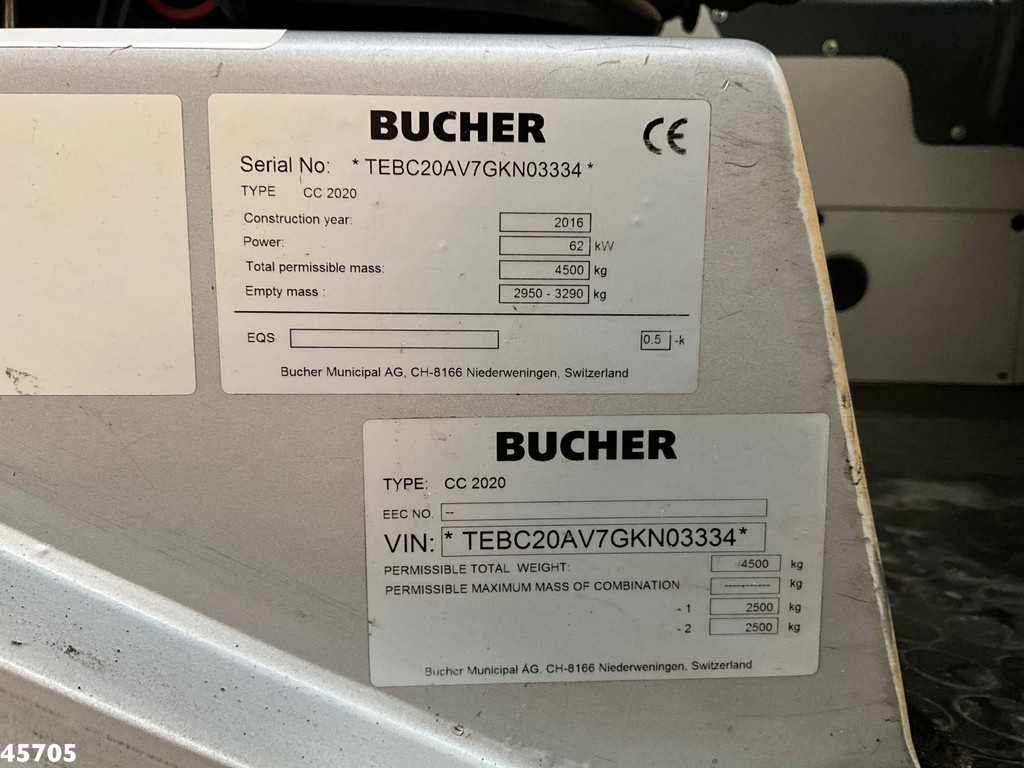 BUCHER CE
Serial No: * TEBC20AV7GKN03334 *
TYPE CC 2020
Construction year: 2016
Power: 62 kW
Total permissible mass: 4500 kg
Empty mass : 2950 - 3290 kg
EQS 0.5 -k
Bucher Municipal AG, CH-8166 Niederweningen, Switzerland
BUCHER
TYPE: CC 2020
EEC NO. --
VIN: * TEBC20AV7GKN03334 *
PERMISSIBLE TOTAL WEIGHT: 4500 kg
PERMISSIBLE MAXIMUM MASS OF COMBINATION ----------- kg
- 1 2500 kg
- 2 2500 kg
Bucher Municipal AG, CH-8166 Niederweningen, Switzerland
45705